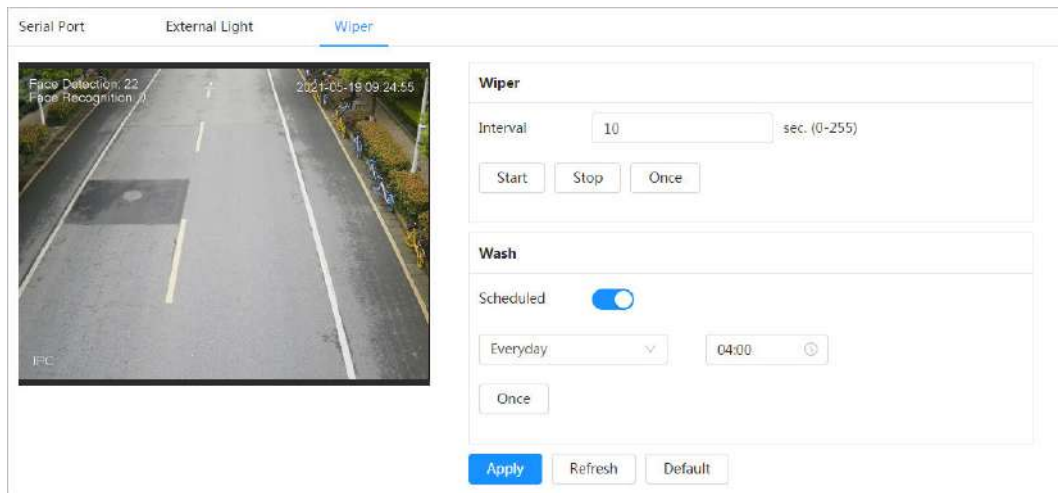 Serial Port External Light Wiper
Face Detection: 22
Face Recognition: 0
2021-05-19 09:24:55
IPC
Wiper
Interval 10 sec. (0-255)
Start Stop Once
Wash
Scheduled
Everyday 04:00
Once
Apply Refresh Default